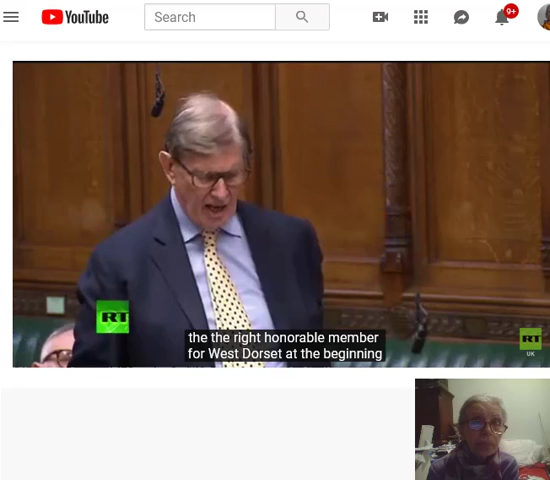 YouTube
Search
9+
RT
the the right honorable member
for West Dorset at the beginning
RT
UK